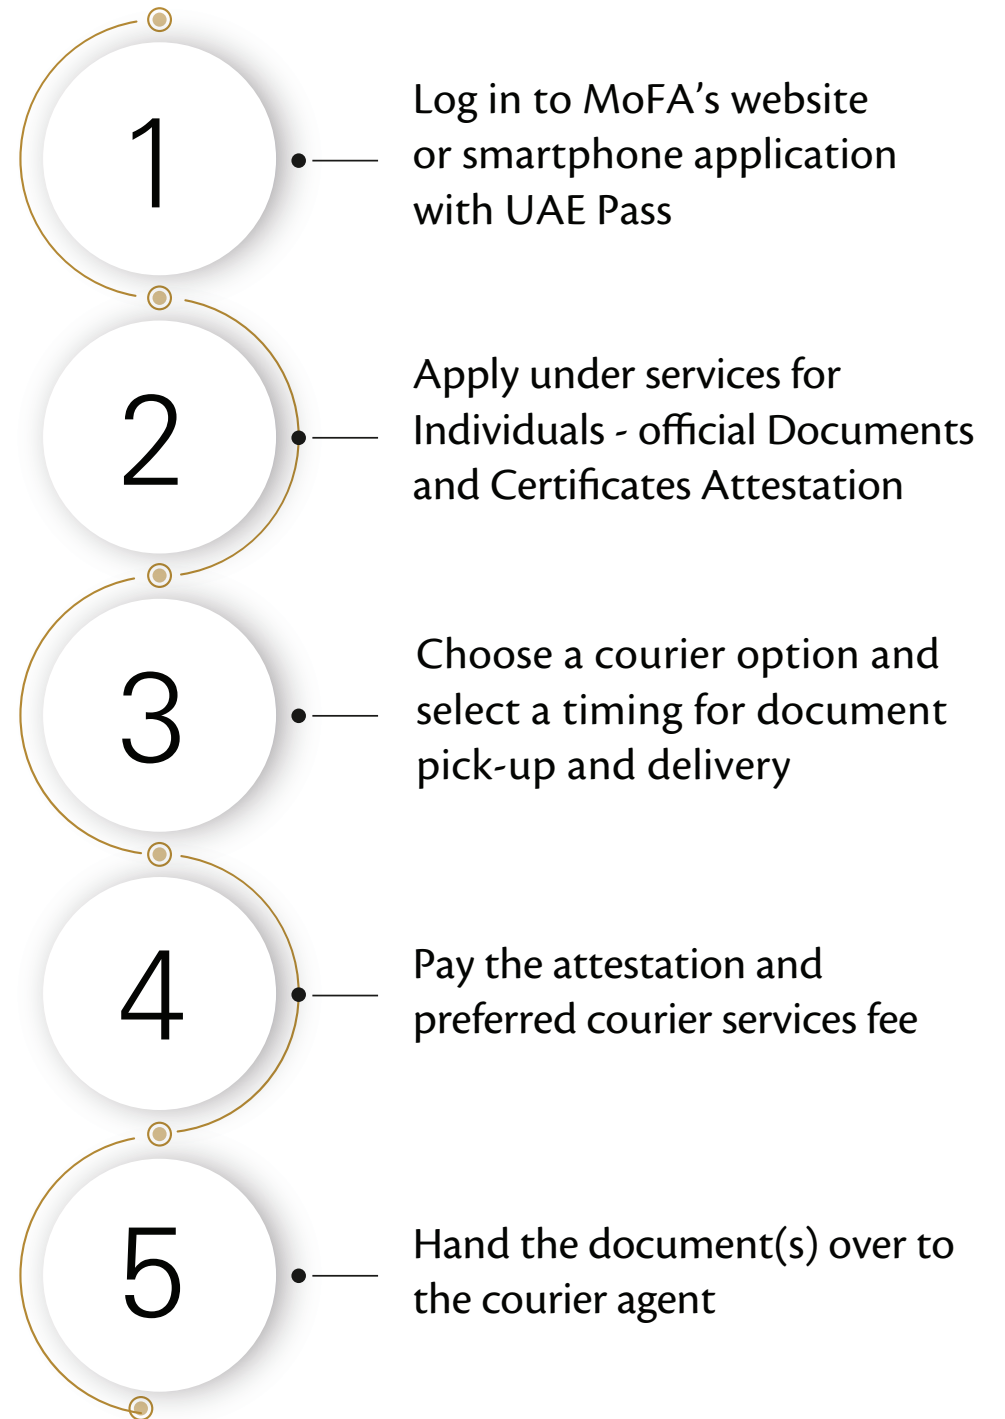 1
Log in to MoFA’s website
or smartphone application
with UAE Pass
2
Apply under services for
Individuals - official Documents
and Certificates Attestation
3
Choose a courier option and
select a timing for document
pick-up and delivery
4
Pay the attestation and
preferred courier services fee
5
Hand the document(s) over to
the courier agent